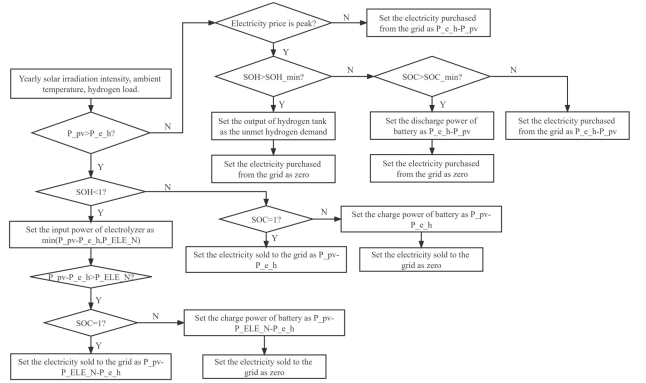 Electricity price is peak?
N
Set the electricity purchased
from the grid as P_e_h-P_pv
Y
Yearly solar irradiation intensity, ambient
temperature, hydrogen load.
SOH>SOH_min?
N
SOC>SOC_min?
N
Y
Y
P_pv>P_e_h?
N
Set the output of hydrogen tank
as the unmet hydrogen demand
Set the discharge power of
battery as P_e_h-P_pv
Set the electricity purchased
from the grid as P_e_h-P_pv
Y
Set the electricity purchased
from the grid as zero
Set the electricity purchased
from the grid as zero
SOH<1?
N
Y
SOC=1?
N
Set the charge power of battery as P_pv-
P_e_h
Set the input power of electrolyzer as
min(P_pv-P_e_h,P_ELE_N)
Y
Set the electricity sold to the grid as P_pv-
P_e_h
Set the electricity sold to the
grid as zero
P_pv-P_e_h>P_ELE_N?
Y
SOC=1?
N
Set the charge power of battery as P_pv-
P_ELE_N-P_e_h
Y
Set the electricity sold to the grid as P_pv-
P_ELE_N-P_e_h
Set the electricity sold to the
grid as zero